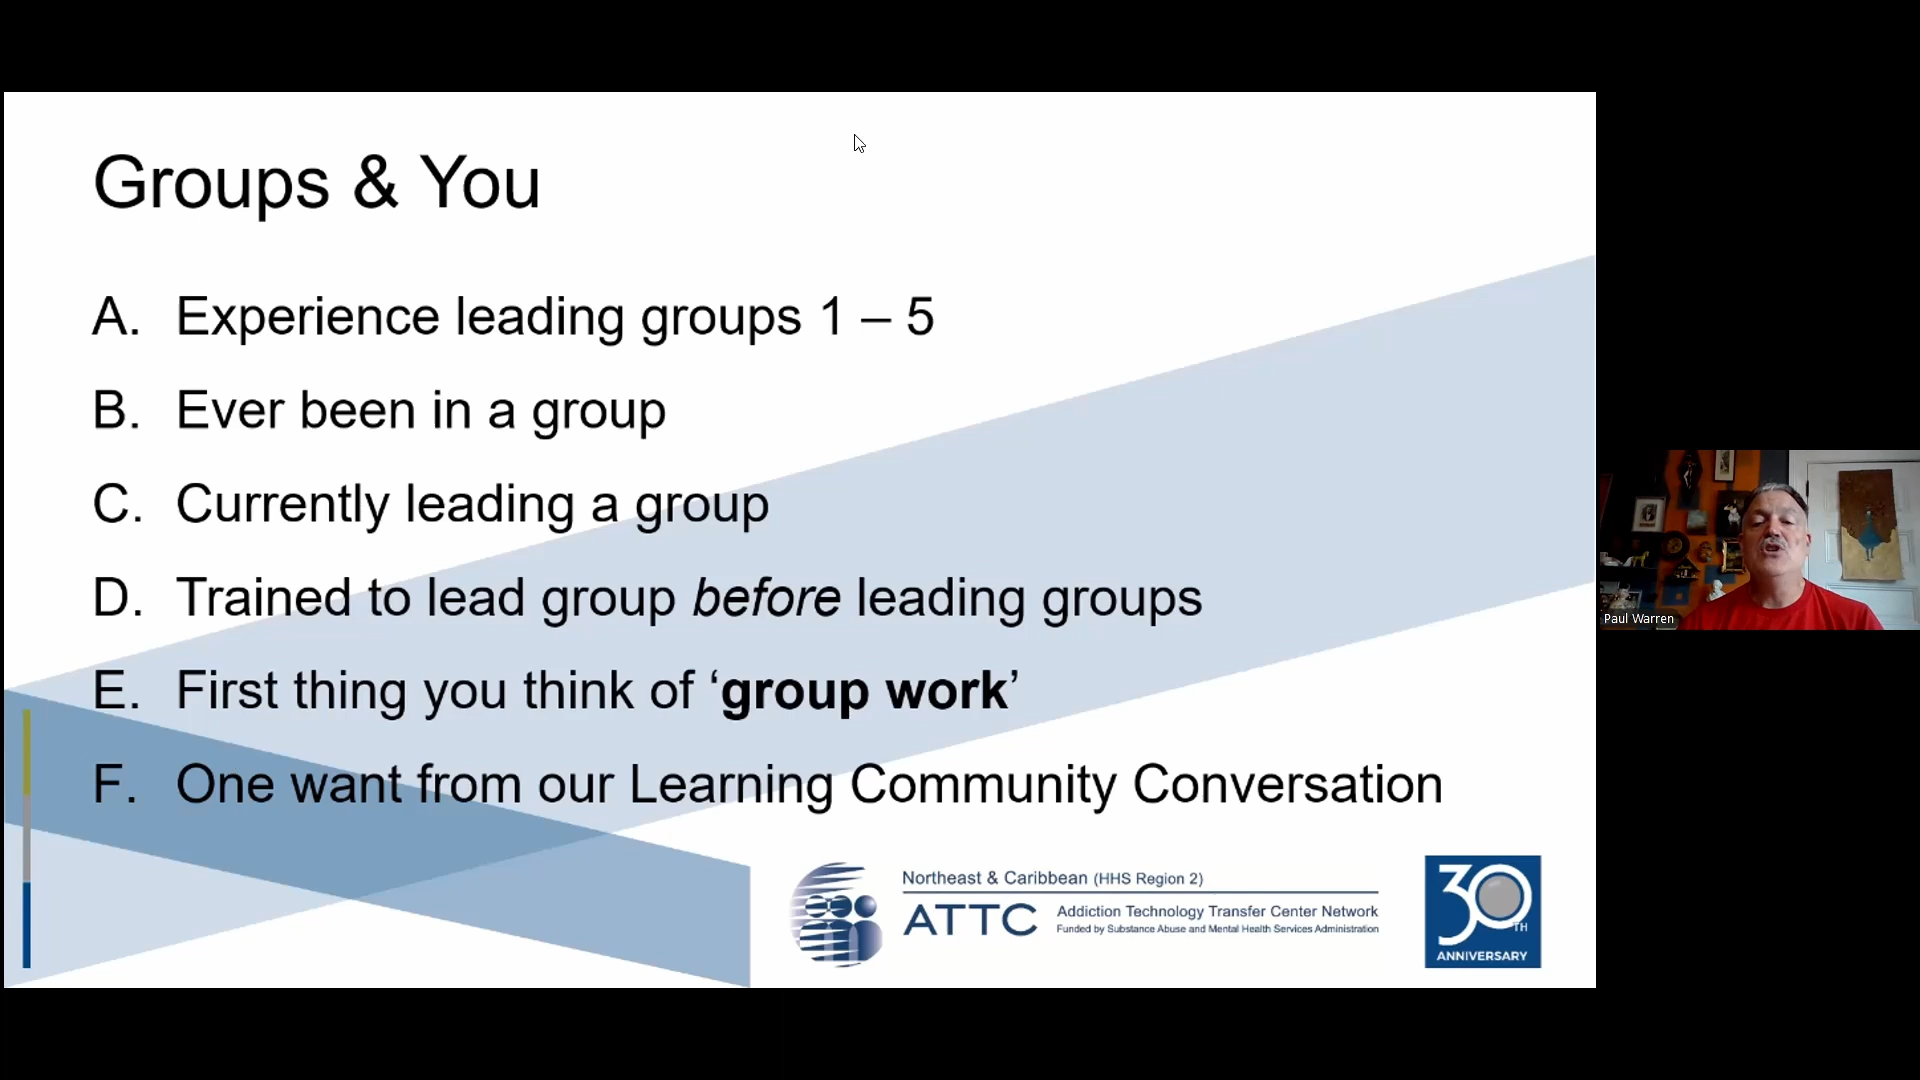 Groups & You
A. Experience leading groups 1 – 5
B. Ever been in a group
C. Currently leading a group
D. Trained to lead group before leading groups
E. First thing you think of ‘group work’
F. One want from our Learning Community Conversation
Northeast & Caribbean (HHS Region 2)
ATTC
Addiction Technology Transfer Center Network
Funded by Substance Abuse and Mental Health Services Administration
30TH
ANNIVERSARY
Paul Warren